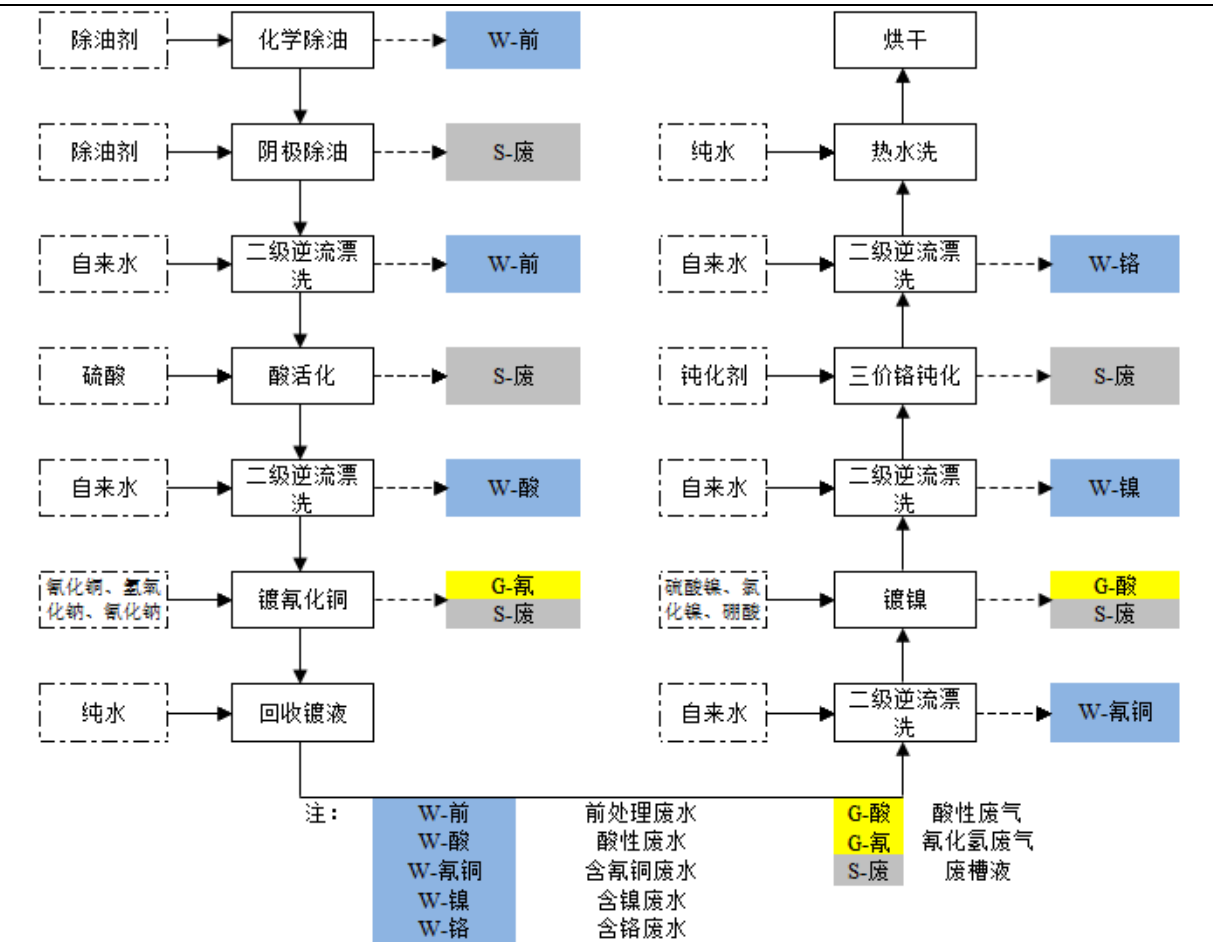 除油剂
化学除油
W-前
烘干
除油剂
阴极除油
S-废
纯水
热水洗
自来水
二级逆流漂
洗
W-前
自来水
二级逆流漂
洗
W-铬
硫酸
酸活化
S-废
钝化剂
三价铬钝化
S-废
自来水
二级逆流漂
洗
W-酸
自来水
二级逆流漂
洗
W-镍
氰化铜、氢氧
化钠、氰化钠
镀氰化铜
G-氰
S-废
硫酸镍、氯
化镍、硼酸
镀镍
G-酸
S-废
纯水
回收镀液
自来水
二级逆流漂
洗
W-氰铜
注：
W-前 前处理废水 G-酸 酸性废气
W-酸 酸性废水 G-氰 氰化氢废气
W-氰铜 含氰铜废水 S-废 废槽液
W-镍 含镍废水
W-铬 含铬废水